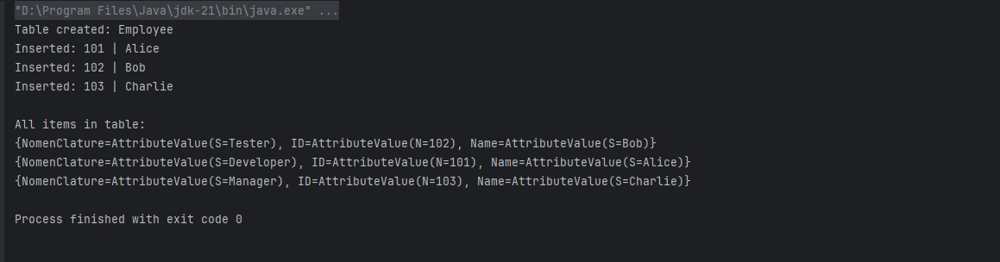 "D:\Program Files\Java\jdk-21\bin\java.exe" ...
Table created: Employee
Inserted: 101 | Alice
Inserted: 102 | Bob
Inserted: 103 | Charlie
All items in table:
{NomenClature=AttributeValue(S=Tester), ID=AttributeValue(N=102), Name=AttributeValue(S=Bob)}
{NomenClature=AttributeValue(S=Developer), ID=AttributeValue(N=101), Name=AttributeValue(S=Alice)}
{NomenClature=AttributeValue(S=Manager), ID=AttributeValue(N=103), Name=AttributeValue(S=Charlie)}
Process finished with exit code 0